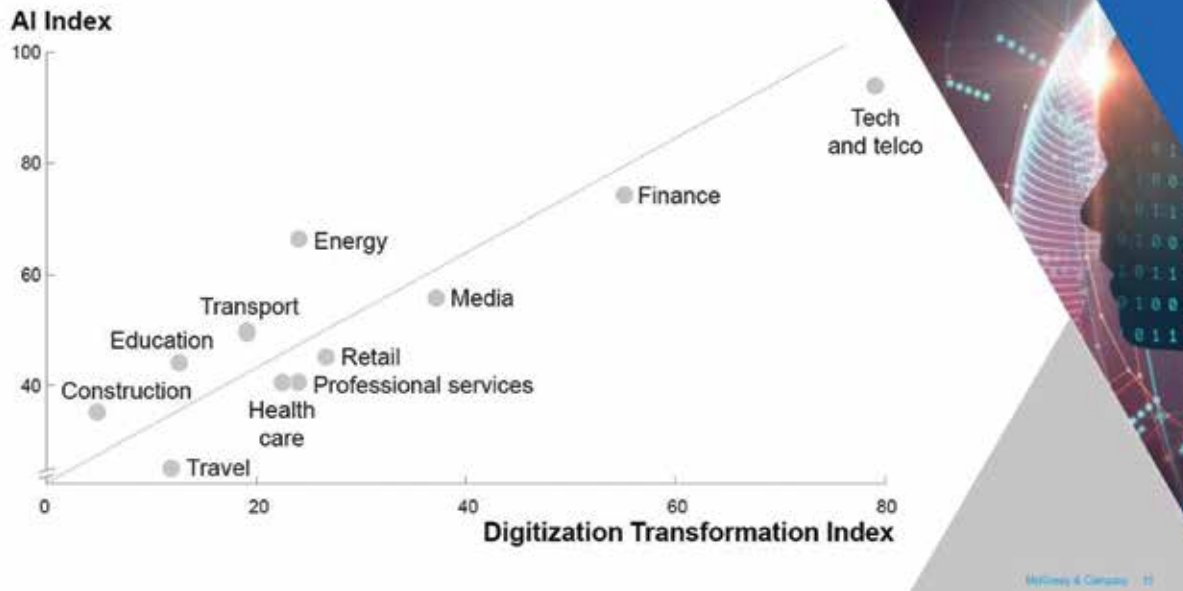 AI Index
100
80
60
40
Tech
and telco
Finance
Energy
Media
Transport
Education
Retail
Construction
Professional services
Health
care
Travel
0
20
40
60
80
Digitization Transformation Index
McKinsey & Company